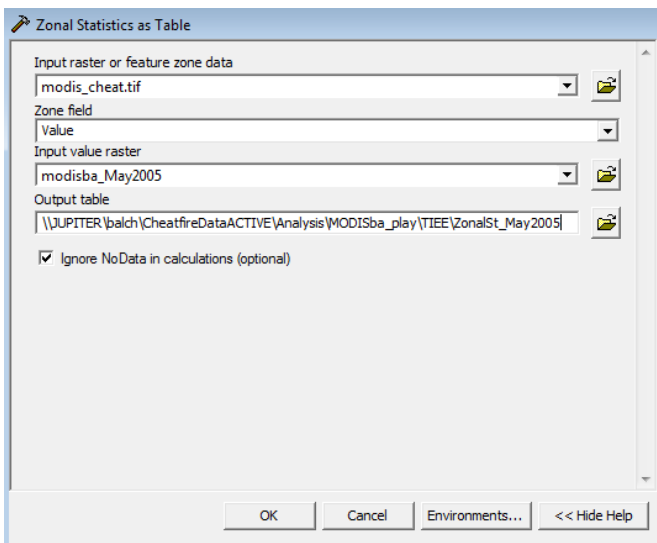 Zonal Statistics as Table
Input raster or feature zone data
modis_cheat.tif
Zone field
Value
Input value raster
modisba_May2005
Output table
\\JUPITER\balch\CheatfireDataACTIVE\Analysis\MODISba_play\TIEE\ZonalSt_May2005
Ignore NoData in calculations (optional)
OK Cancel Environments... << Hide Help